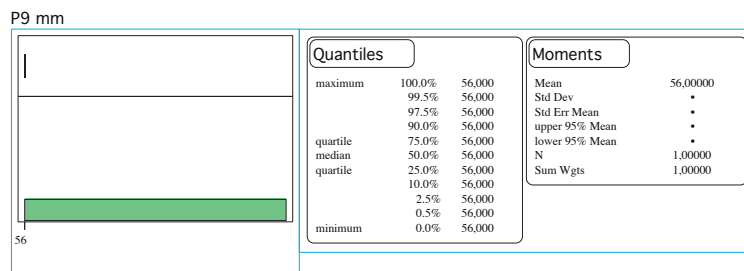 P9 mm
56
Quantiles
maximum 100.0% 56,000
99.5% 56,000
97.5% 56,000
90.0% 56,000
quartile 75.0% 56,000
median 50.0% 56,000
quartile 25.0% 56,000
10.0% 56,000
2.5% 56,000
0.5% 56,000
minimum 0.0% 56,000
Moments
Mean 56,00000
Std Dev •
Std Err Mean •
upper 95% Mean •
lower 95% Mean •
N 1,00000
Sum Wgts 1,00000